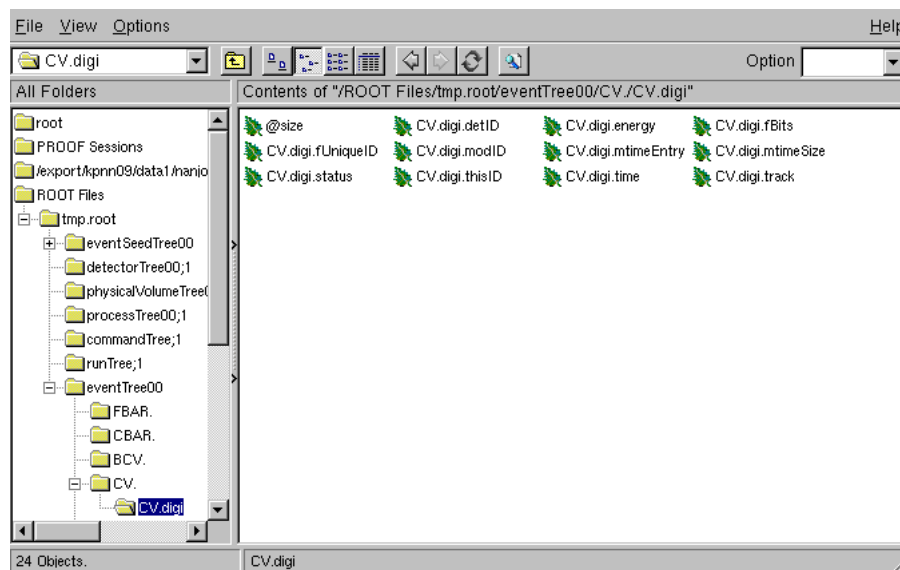 File View Options Help
CV.digi Option
All Folders Contents of "/ROOT Files/tmp.root/eventTree00/CV./CV.digi"
root
PROOF Sessions
/export/kpnn09/data1/hanjo
ROOT Files
tmp.root
eventSeedTree00
detectorTree00;1
physicalVolumeTree(
processTree00;1
commandTree;1
runTree;1
eventTree00
FBAR.
CBAR.
BCV.
CV.
CV.digi
@size CV.digi.detID CV.digi.energy CV.digi.fBits
CV.digi.fUniqueID CV.digi.modID CV.digi.mtimeEntry CV.digi.mtimeSize
CV.digi.status CV.digi.thisID CV.digi.time CV.digi.track
24 Objects. CV.digi